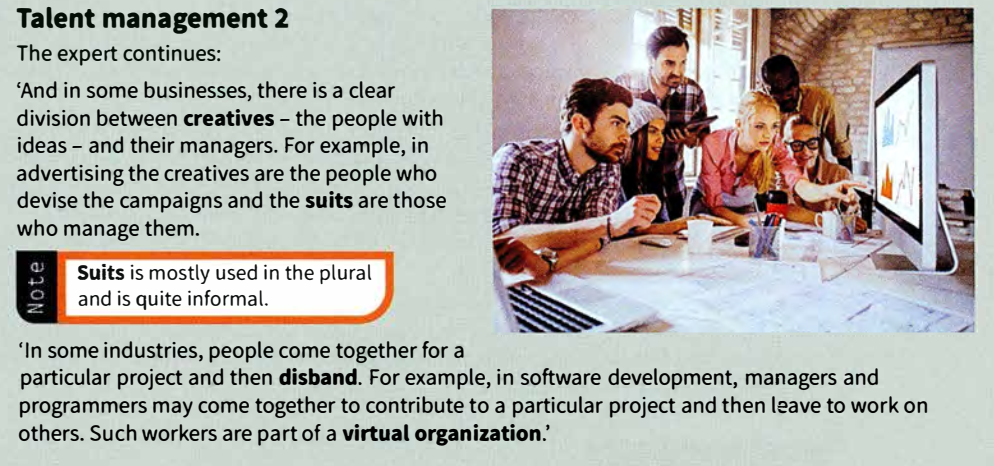 Talent management 2
The expert continues:
‘And in some businesses, there is a clear
division between creatives – the people with
ideas – and their managers. For example, in
advertising the creatives are the people who
devise the campaigns and the suits are those
who manage them.
Note
Suits is mostly used in the plural
and is quite informal.
‘In some industries, people come together for a
particular project and then disband. For example, in software development, managers and
programmers may come together to contribute to a particular project and then leave to work on
others. Such workers are part of a virtual organization.’